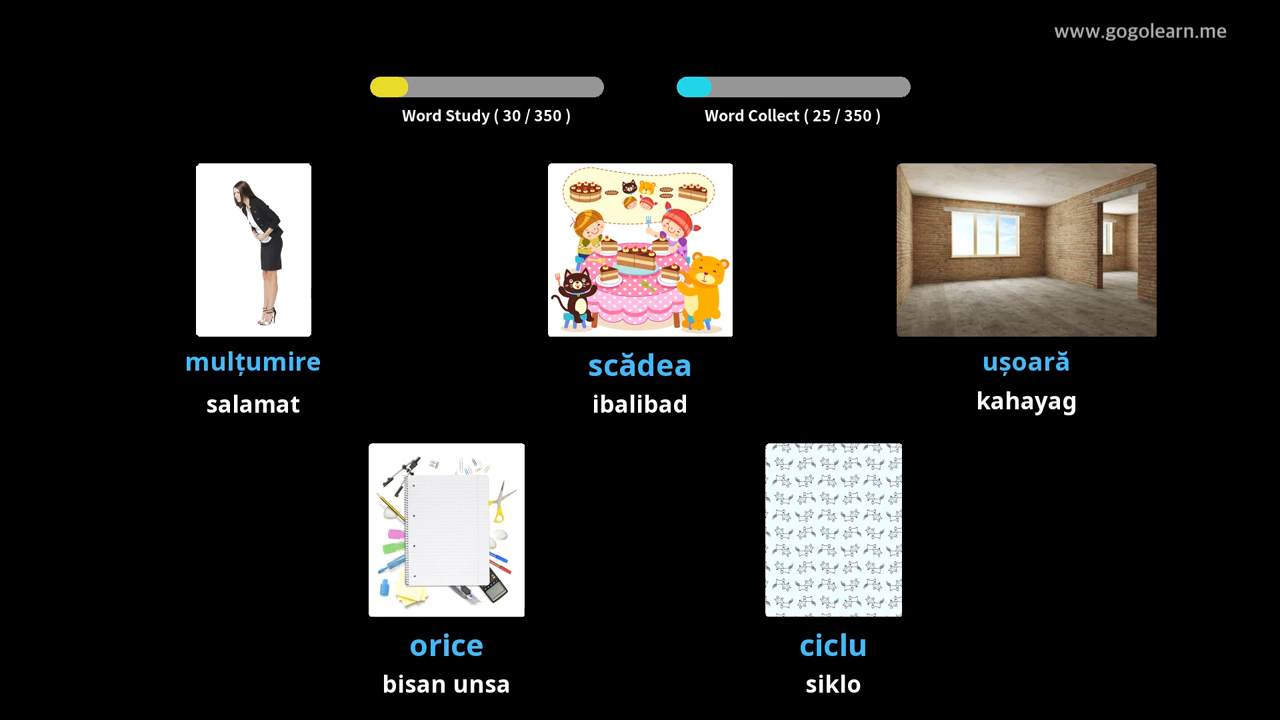 www.gogolearn.me
Word Study ( 30 / 350 )
Word Collect ( 25 / 350 )
mulțumire
salamat
scădea
ibalibad
ușoară
kahayag
orice
bisan unsa
ciclu
siklo